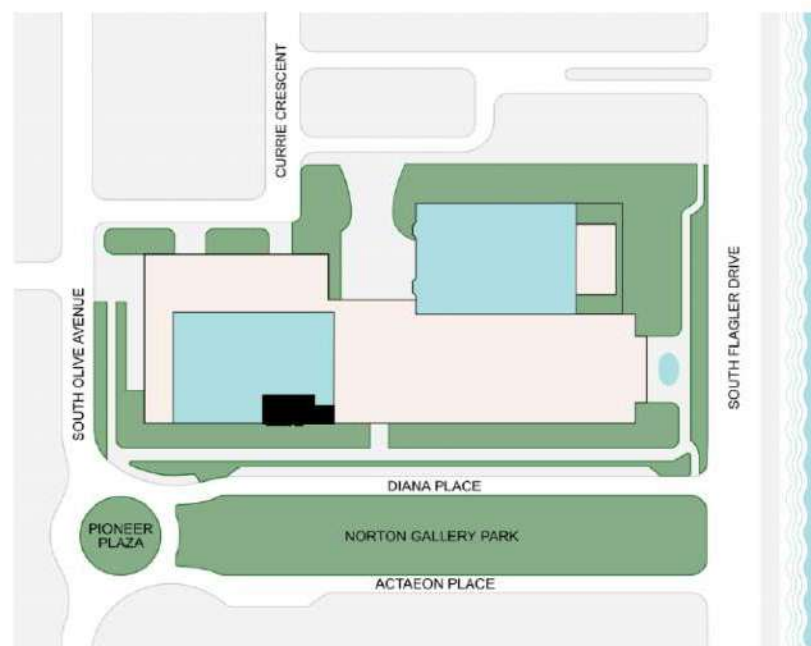 CURRIE CRESCENT
SOUTH OLIVE AVENUE
SOUTH FLAGLER DRIVE
DIANA PLACE
PIONEER
PLAZA
NORTON GALLERY PARK
ACTAEON PLACE